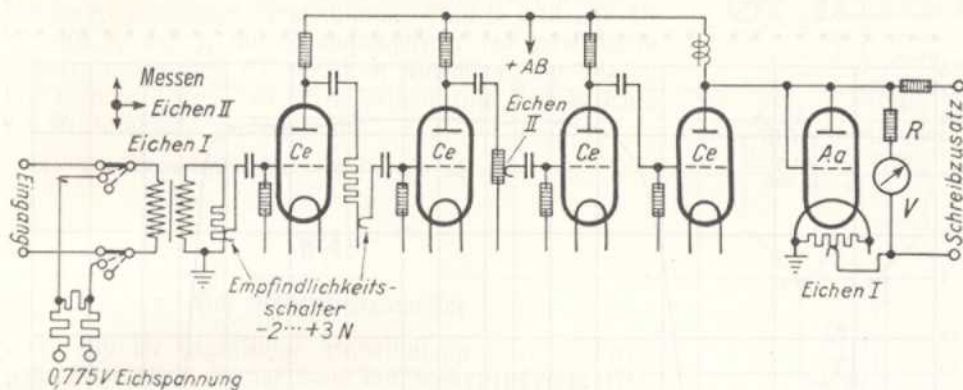 Messen
Eichen II
Eichen I
Eingang
+ AB
Eichen
II
Ce
Ce
Ce
Ce
Aa
R
V
Schreibzusatz
Empfindlichkeits-
schalter
-2···+3 N
Eichen I
0,775 V Eichspannung